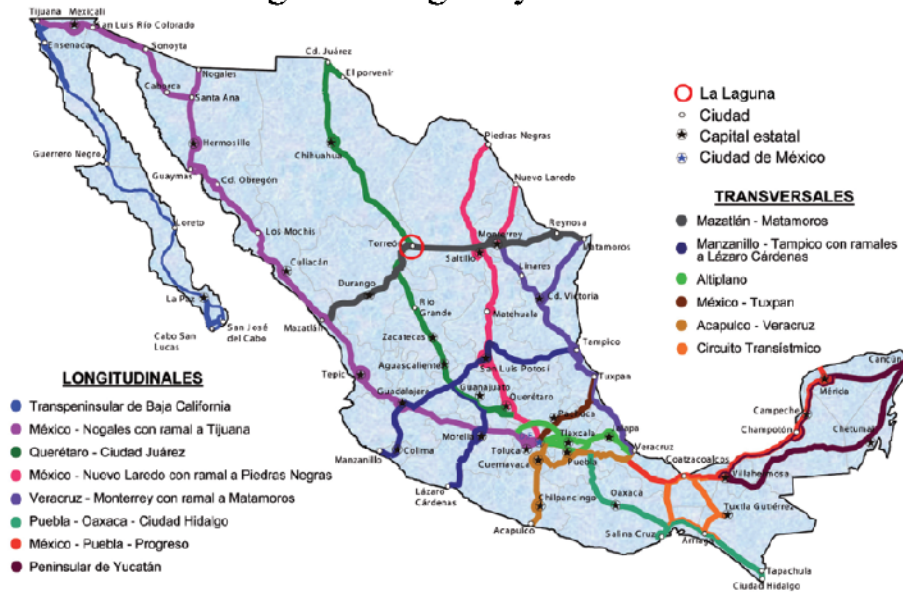 Tijuana Mexicali
San Luis Río Colorado
Ensenada
Sonoyta
Nogales
Caborca
Santa Ana
Hermosillo
Guaymas
Cd. Obregón
Guerrero Negro
Loreto
Los Mochis
Culiacán
La Paz
Cabo San
Lucas
San José
del Cabo
Mazatlán
Tepic
Cd. Juárez
El porvenir
Chihuahua
Torreó
Durango
Río
Grande
Zacatecas
Aguascaliente
Guadalajara
Guanajuato
Piedras Negras
Nuevo Laredo
Monterrey
Saltillo
Reynosa
Matamoros
Linares
Cd. Victoria
Matehuala
San Luis Potosí
Tampico
Tuxpan
Querétaro
Pachuca
Tlaxcala
Xalapa
Morelia
Toluca
Cuernavaca
Puebla
Veracruz
Manzanillo
Colima
Lázaro
Cárdenas
Chilpancingo
Acapulco
Oaxaca
Salina Cruz
Coatzacoalcos
Villahermosa
Tuxtla Gutiérrez
Arriaga
Tapachula
Ciudad Hidalgo
Cancún
Mérida
Campeche
Champotón
Chetumal
La Laguna
Ciudad
Capital estatal
Ciudad de México
TRANSVERSALES
Mazatlán - Matamoros
Manzanillo - Tampico con ramales
a Lázaro Cárdenas
Altiplano
México - Tuxpan
Acapulco - Veracruz
Circuito Transístmico
LONGITUDINALES
Transpeninsular de Baja California
México - Nogales con ramal a Tijuana
Querétaro - Ciudad Juárez
México - Nuevo Laredo con ramal a Piedras Negras
Veracruz - Monterrey con ramal a Matamoros
Puebla - Oaxaca - Ciudad Hidalgo
México - Puebla - Progreso
Peninsular de Yucatán